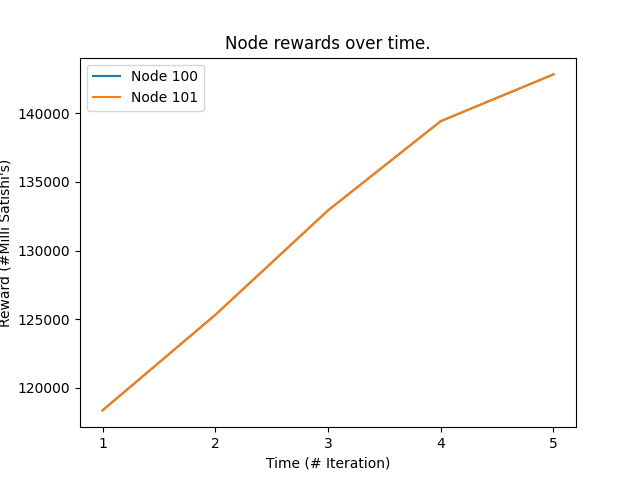 Node rewards over time.
Node 100
Node 101
Reward (#Milli Satishi's)
140000
135000
130000
125000
120000
1 2 3 4 5
Time (# Iteration)